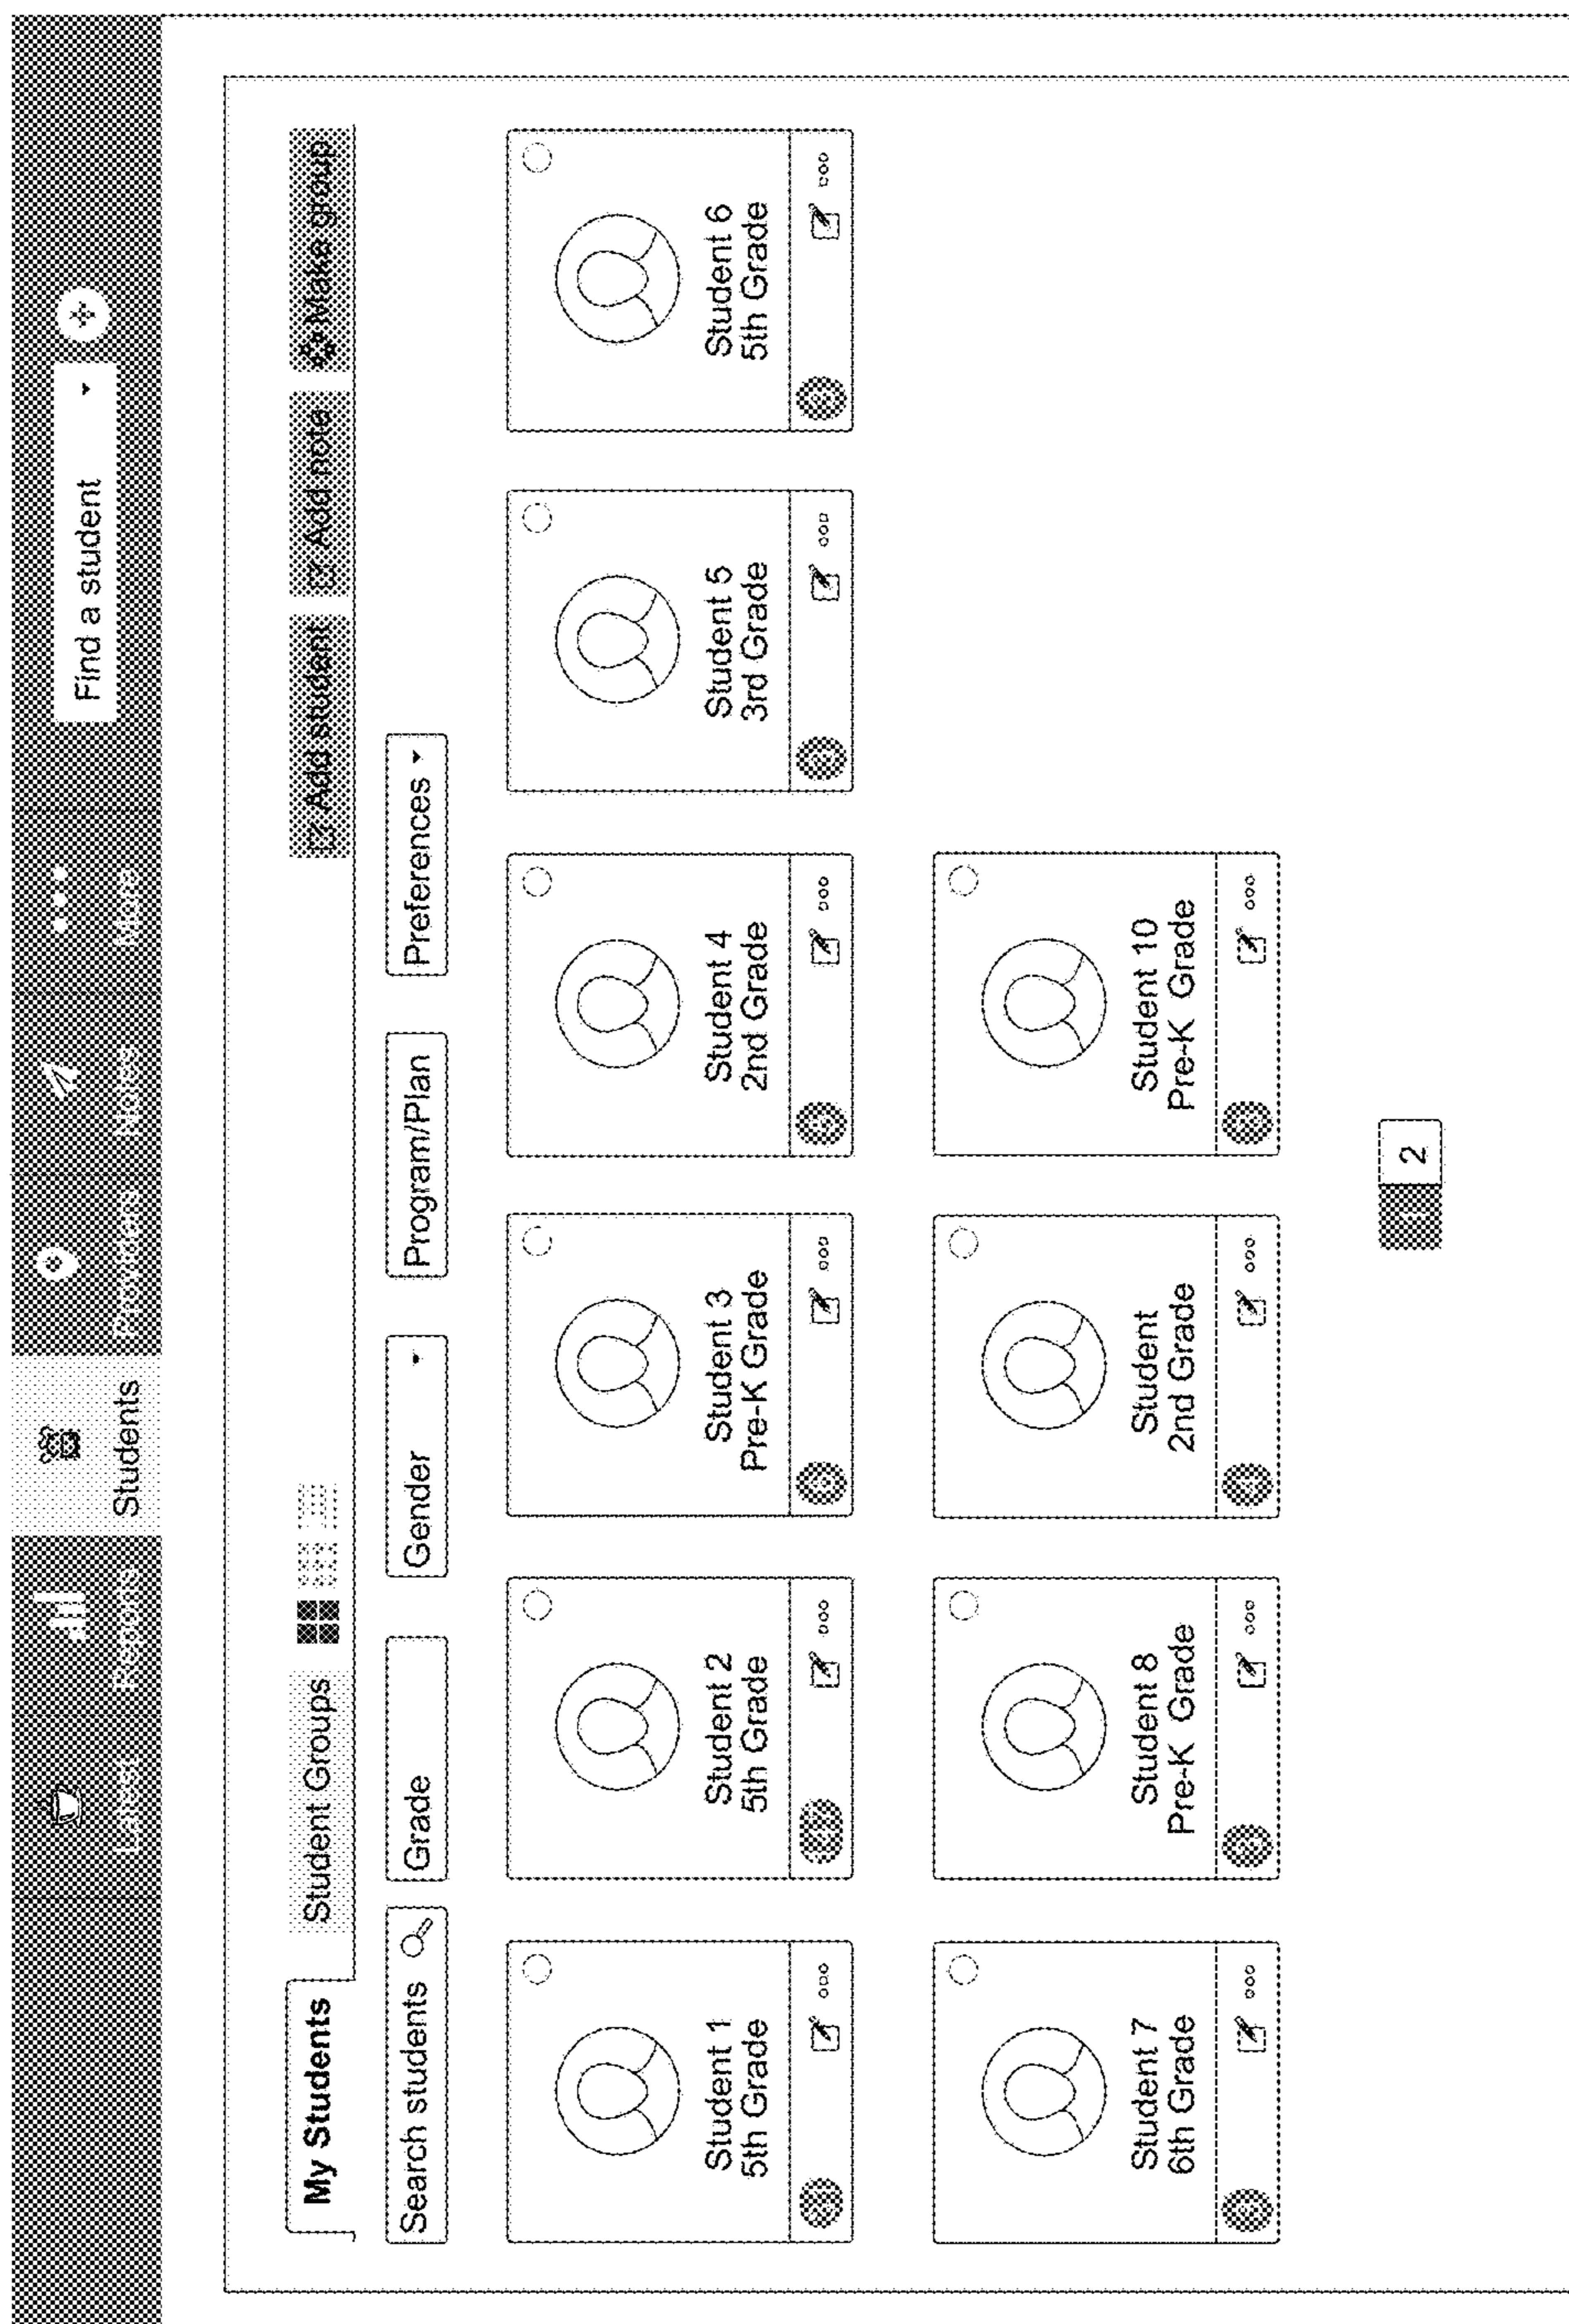 Latest Reports Students Providers Notes More Find a student
My Students Student Groups Add student Add note Make group
Search students Grade Gender Program/Plan Preferences
Student 1
5th Grade
Student 2
5th Grade
Student 3
Pre-K Grade
Student 4
2nd Grade
Student 5
3rd Grade
Student 6
5th Grade
Student 7
6th Grade
Student 8
Pre-K Grade
Student
2nd Grade
Student 10
Pre-K Grade
2